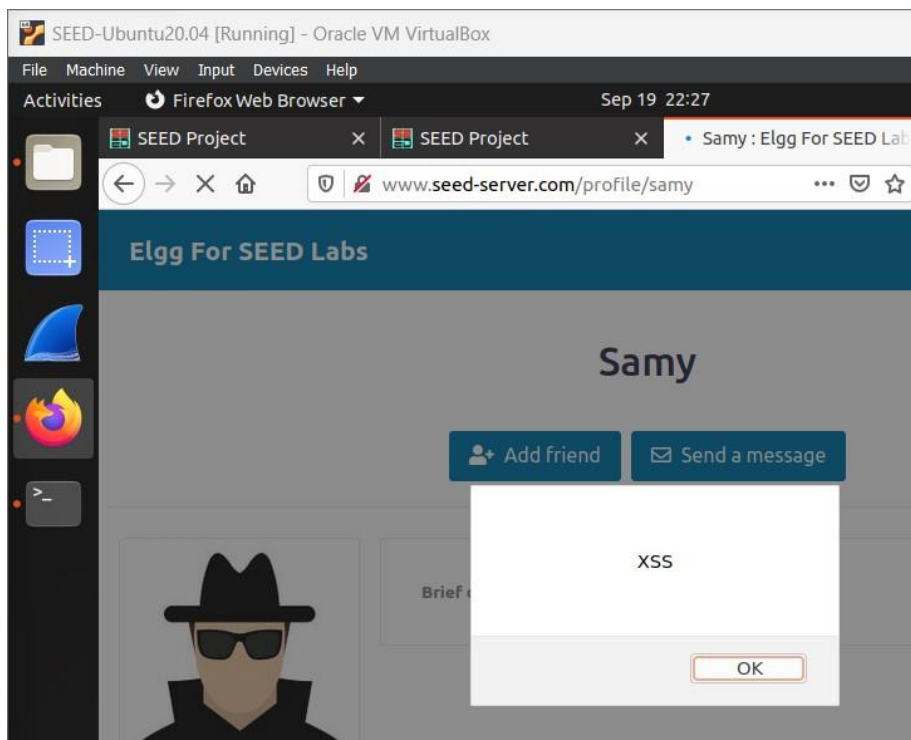 SEED-Ubuntu20.04 [Running] - Oracle VM VirtualBox
File Machine View Input Devices Help
Activities Firefox Web Browser Sep 19 22:27
SEED Project SEED Project • Samy : Elgg For SEED Lab
www.seed-server.com/profile/samy
Elgg For SEED Labs
Samy
Add friend Send a message
xss
Brief
OK